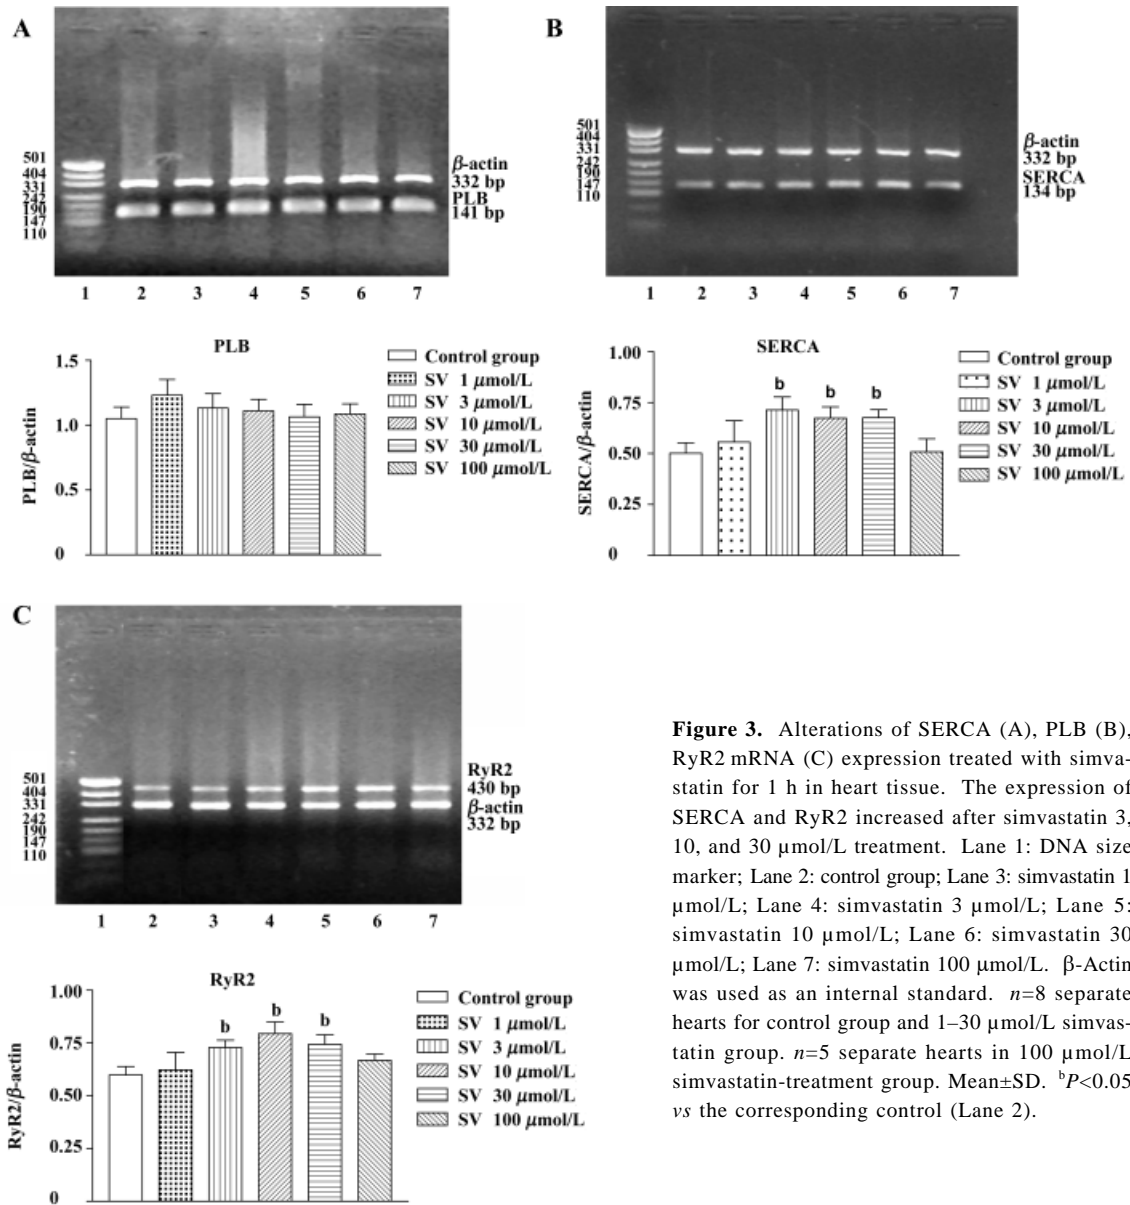 A
501
404
331
242
190
147
110
β-actin
332 bp
PLB
141 bp
1 2 3 4 5 6 7
B
501
404
331
242
190
147
110
β-actin
332 bp
SERCA
134 bp
1 2 3 4 5 6 7
PLB
PLB/β-actin
1.5
1.0
0.5
0
Control group
SV 1 μmol/L
SV 3 μmol/L
SV 10 μmol/L
SV 30 μmol/L
SV 100 μmol/L
SERCA
SERCA/β-actin
1.00
0.75
0.50
0.25
0
b b b
Control group
SV 1 μmol/L
SV 3 μmol/L
SV 10 μmol/L
SV 30 μmol/L
SV 100 μmol/L
C
501
404
331
242
190
147
110
RyR2
430 bp
β-actin
332 bp
1 2 3 4 5 6 7
RyR2
RyR2/β-actin
1.00
0.75
0.50
0.25
0
b b b
Control group
SV 1 μmol/L
SV 3 μmol/L
SV 10 μmol/L
SV 30 μmol/L
SV 100 μmol/L
Figure 3. Alterations of SERCA (A), PLB (B),
RyR2 mRNA (C) expression treated with simva-
statin for 1 h in heart tissue. The expression of
SERCA and RyR2 increased after simvastatin 3,
10, and 30 μmol/L treatment. Lane 1: DNA size
marker; Lane 2: control group; Lane 3: simvastatin 1
μmol/L; Lane 4: simvastatin 3 μmol/L; Lane 5:
simvastatin 10 μmol/L; Lane 6: simvastatin 30
μmol/L; Lane 7: simvastatin 100 μmol/L. β-Actin
was used as an internal standard. n=8 separate
hearts for control group and 1–30 μmol/L simvas-
tatin group. n=5 separate hearts in 100 μmol/L
simvastatin-treatment group. Mean±SD. ᵇP<0.05
vs the corresponding control (Lane 2).